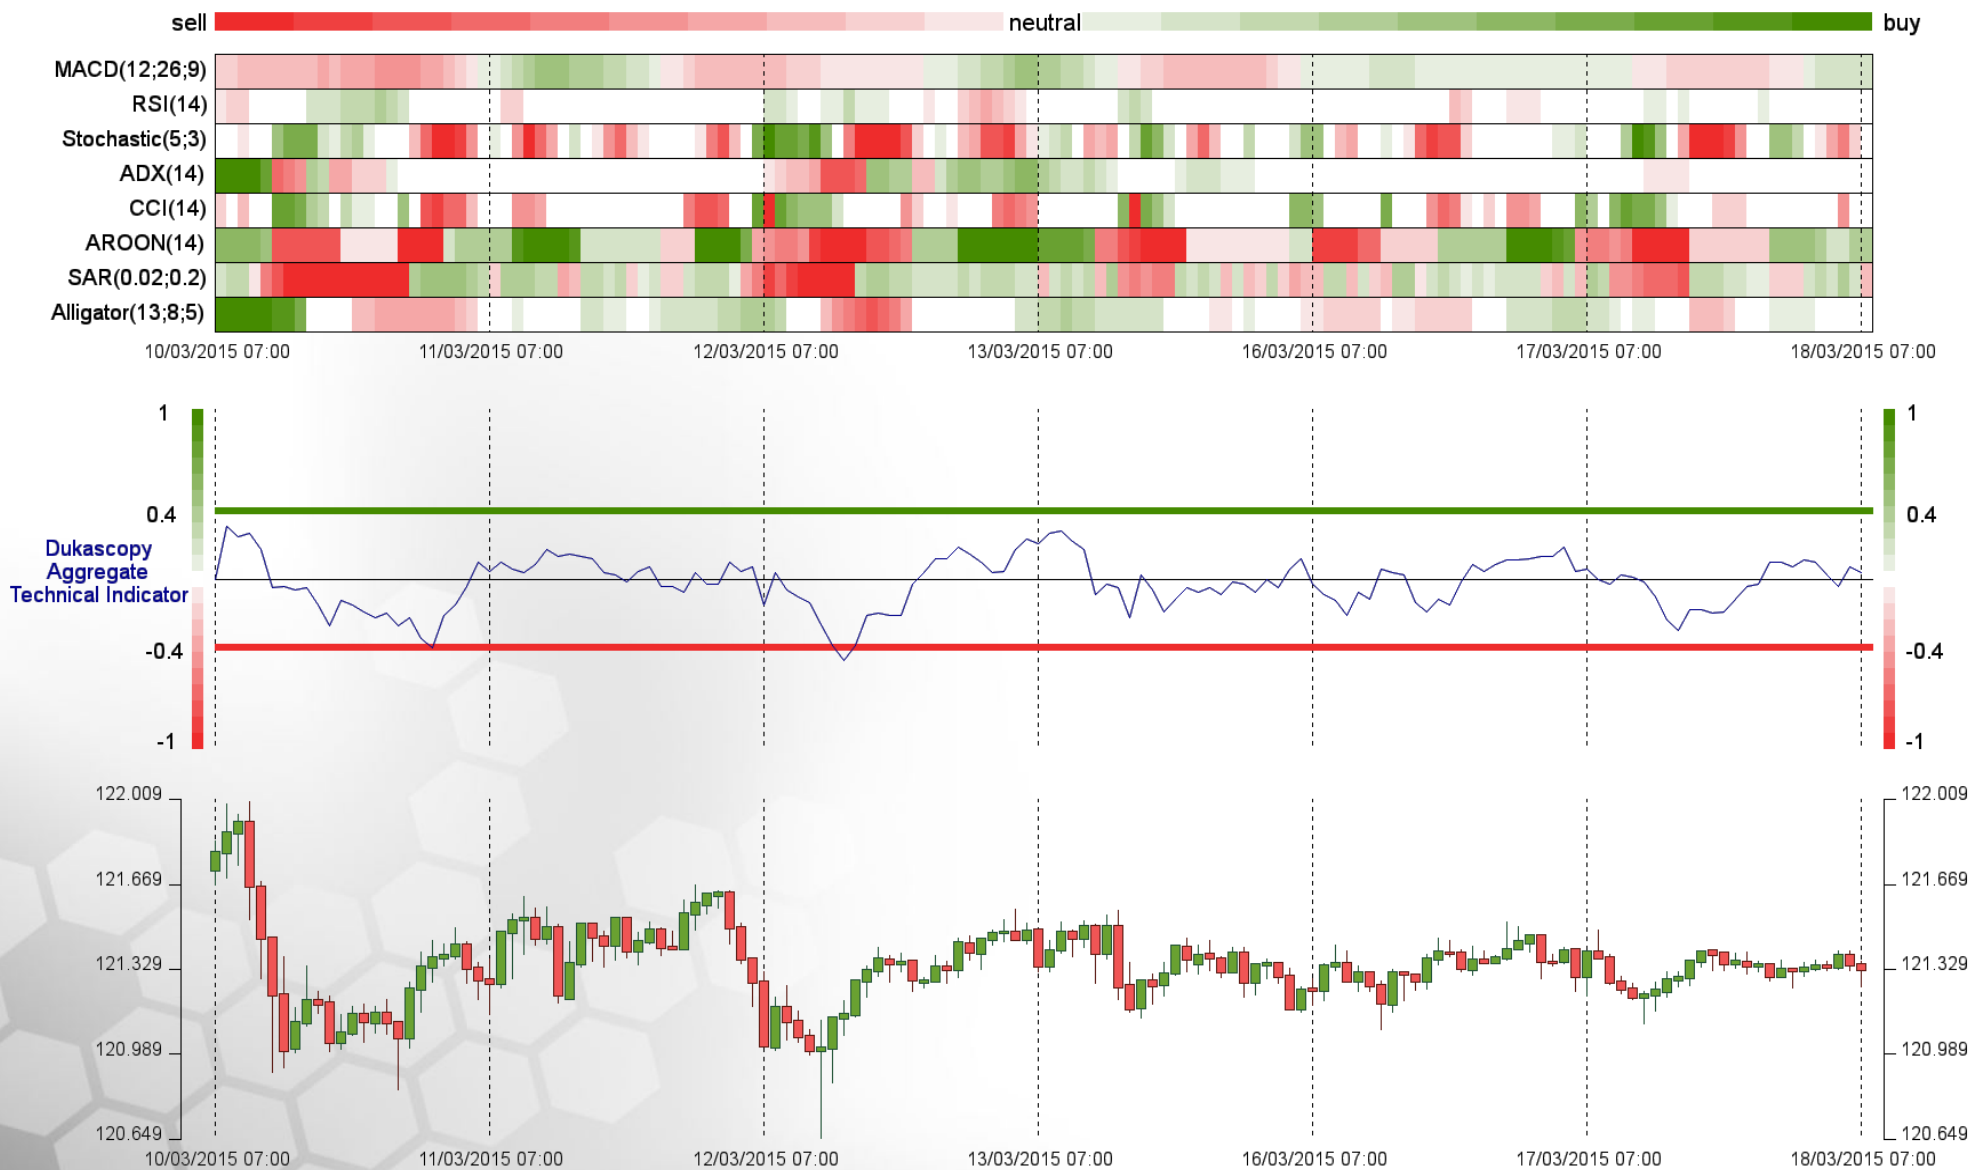 sell neutral buy
MACD(12;26;9)
RSI(14)
Stochastic(5;3)
ADX(14)
CCI(14)
AROON(14)
SAR(0.02;0.2)
Alligator(13;8;5)
10/03/2015 07:00 11/03/2015 07:00 12/03/2015 07:00 13/03/2015 07:00 16/03/2015 07:00 17/03/2015 07:00 18/03/2015 07:00
1 1
0.4 0.4
Dukascopy
Aggregate
Technical Indicator
-0.4 -0.4
-1 -1
122.009 122.009
121.669 121.669
121.329 121.329
120.989 120.989
120.649 120.649
10/03/2015 07:00 11/03/2015 07:00 12/03/2015 07:00 13/03/2015 07:00 16/03/2015 07:00 17/03/2015 07:00 18/03/2015 07:00